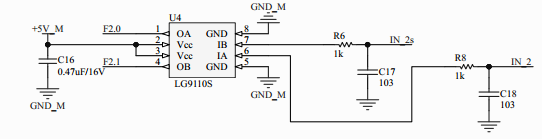 GND_M
U4
+5V_M
F2.0 1 OA GND 8 R6 IN_2s
2 Vcc IB 7 1k
3 Vcc IA 6 R8 IN_2
C16 F2.1 4 OB GND 5 C17 1k
0.47uF/16V LG9110S 103 C18
GND_M GND_M 103